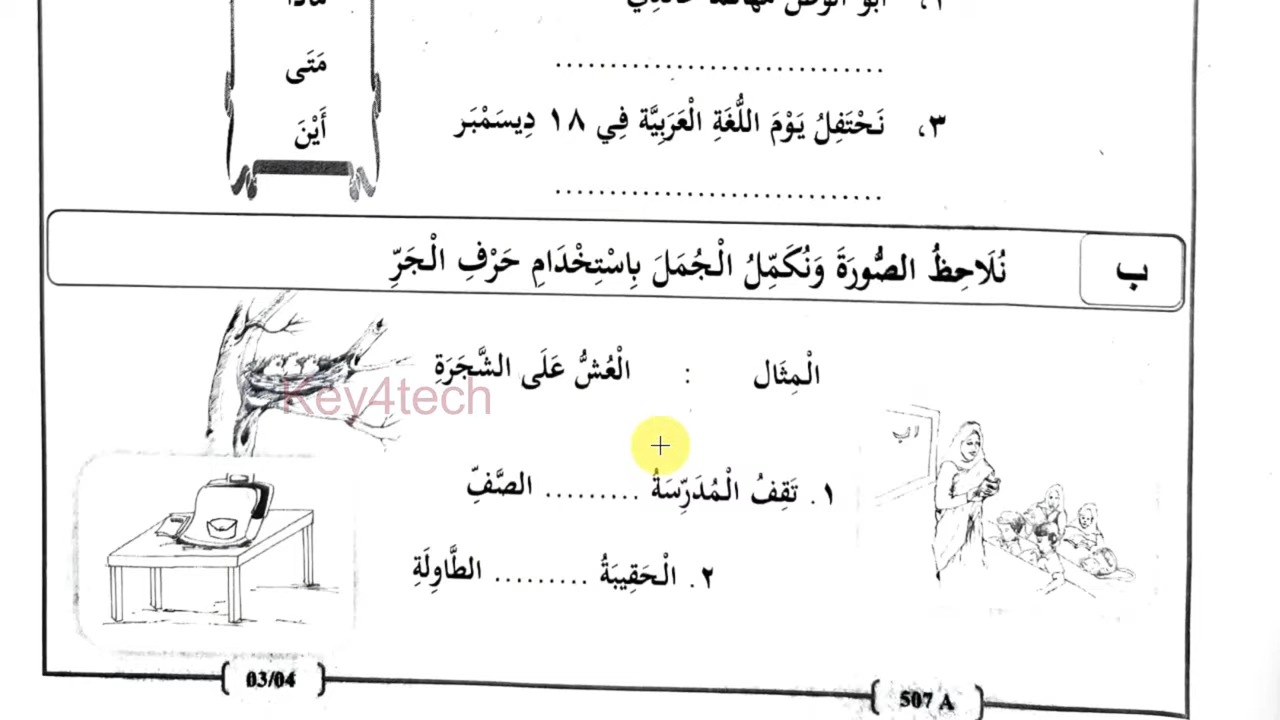 مَتَى
أَيْنَ
٣، نَحْتَفِلُ يَوْمَ اللُّغَةِ الْعَرَبِيَّةِ فِي ١٨ دِيسَمْبَر
ب نُلَاحِظُ الصُّورَةَ وَنُكَمِّلُ الْجُمَلَ بِاسْتِخْدَامِ حَرْفِ الْجَرِّ
الْمِثَال : الْعُشُّ عَلَى الشَّجَرَةِ
Key4tech
١. تَقِفُ الْمُدَرِّسَةُ ......... الصَّفِّ
٢. الْحَقِيبَةُ ......... الطَّاوِلَةِ
03/04
507 A